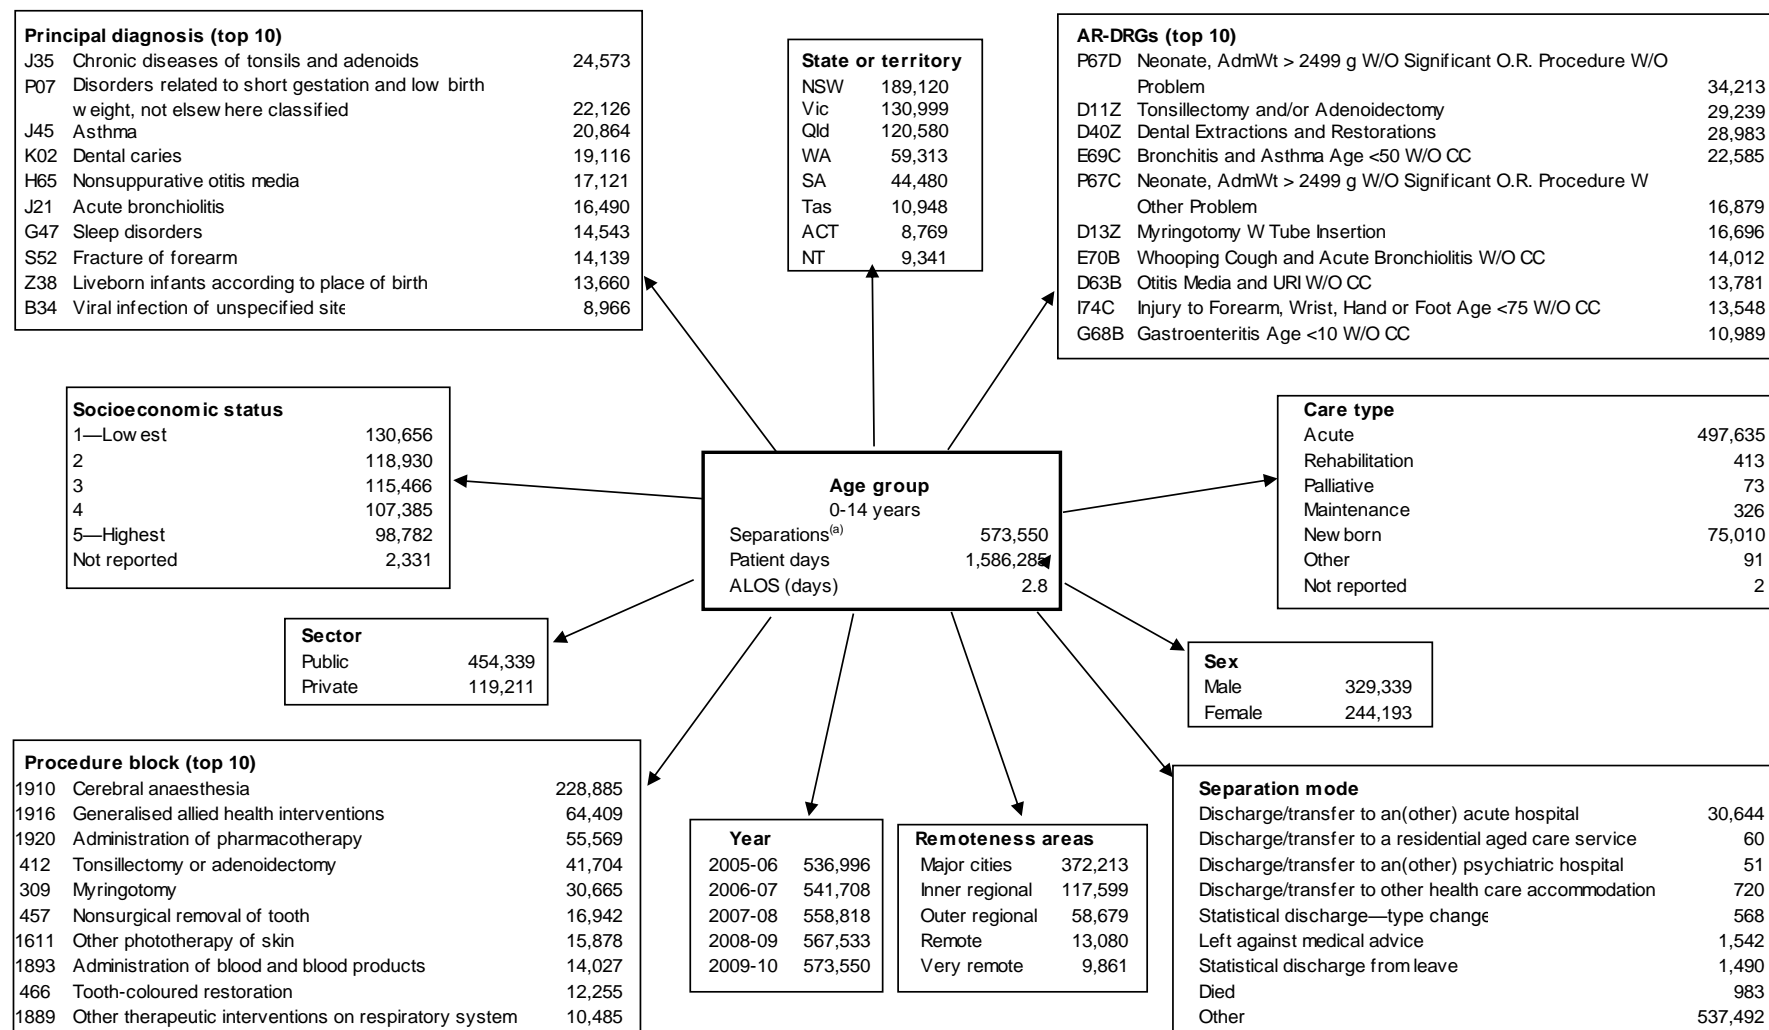 Principal diagnosis (top 10)
J35 Chronic diseases of tonsils and adenoids 24,573
P07 Disorders related to short gestation and low birth
weight, not elsewhere classified 22,126
J45 Asthma 20,864
K02 Dental caries 19,116
H65 Nonsuppurative otitis media 17,121
J21 Acute bronchiolitis 16,490
G47 Sleep disorders 14,543
S52 Fracture of forearm 14,139
Z38 Liveborn infants according to place of birth 13,660
B34 Viral infection of unspecified site 8,966
State or territory
NSW 189,120
Vic 130,999
Qld 120,580
WA 59,313
SA 44,480
Tas 10,948
ACT 8,769
NT 9,341
AR-DRGs (top 10)
P67D Neonate, AdmWt > 2499 g W/O Significant O.R. Procedure W/O
Problem 34,213
D11Z Tonsillectomy and/or Adenoidectomy 29,239
D40Z Dental Extractions and Restorations 28,983
E69C Bronchitis and Asthma Age <50 W/O CC 22,585
P67C Neonate, AdmWt > 2499 g W/O Significant O.R. Procedure W
Other Problem 16,879
D13Z Myringotomy W Tube Insertion 16,696
E70B Whooping Cough and Acute Bronchiolitis W/O CC 14,012
D63B Otitis Media and URI W/O CC 13,781
I74C Injury to Forearm, Wrist, Hand or Foot Age <75 W/O CC 13,548
G68B Gastroenteritis Age <10 W/O CC 10,989
Socioeconomic status
1—Lowest 130,656
2 118,930
3 115,466
4 107,385
5—Highest 98,782
Not reported 2,331
Age group
0-14 years
Separations(a) 573,550
Patient days 1,586,285
ALOS (days) 2.8
Care type
Acute 497,635
Rehabilitation 413
Palliative 73
Maintenance 326
Newborn 75,010
Other 91
Not reported 2
Sector
Public 454,339
Private 119,211
Sex
Male 329,339
Female 244,193
Procedure block (top 10)
1910 Cerebral anaesthesia 228,885
1916 Generalised allied health interventions 64,409
1920 Administration of pharmacotherapy 55,569
412 Tonsillectomy or adenoidectomy 41,704
309 Myringotomy 30,665
457 Nonsurgical removal of tooth 16,942
1611 Other phototherapy of skin 15,878
1893 Administration of blood and blood products 14,027
466 Tooth-coloured restoration 12,255
1889 Other therapeutic interventions on respiratory system 10,485
Year
2005-06 536,996
2006-07 541,708
2007-08 558,818
2008-09 567,533
2009-10 573,550
Remoteness areas
Major cities 372,213
Inner regional 117,599
Outer regional 58,679
Remote 13,080
Very remote 9,861
Separation mode
Discharge/transfer to an(other) acute hospital 30,644
Discharge/transfer to a residential aged care service 60
Discharge/transfer to an(other) psychiatric hospital 51
Discharge/transfer to other health care accommodation 720
Statistical discharge—type change 568
Left against medical advice 1,542
Statistical discharge from leave 1,490
Died 983
Other 537,492